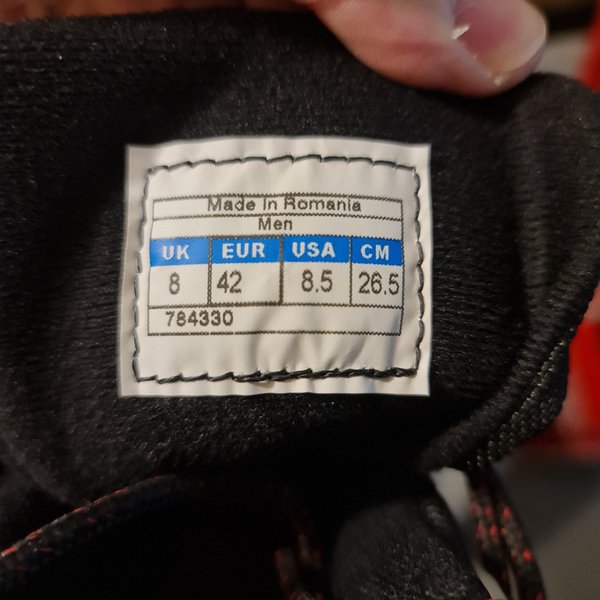 Made In Romania
Men
UK EUR USA CM
8 42 8.5 26.5
784330